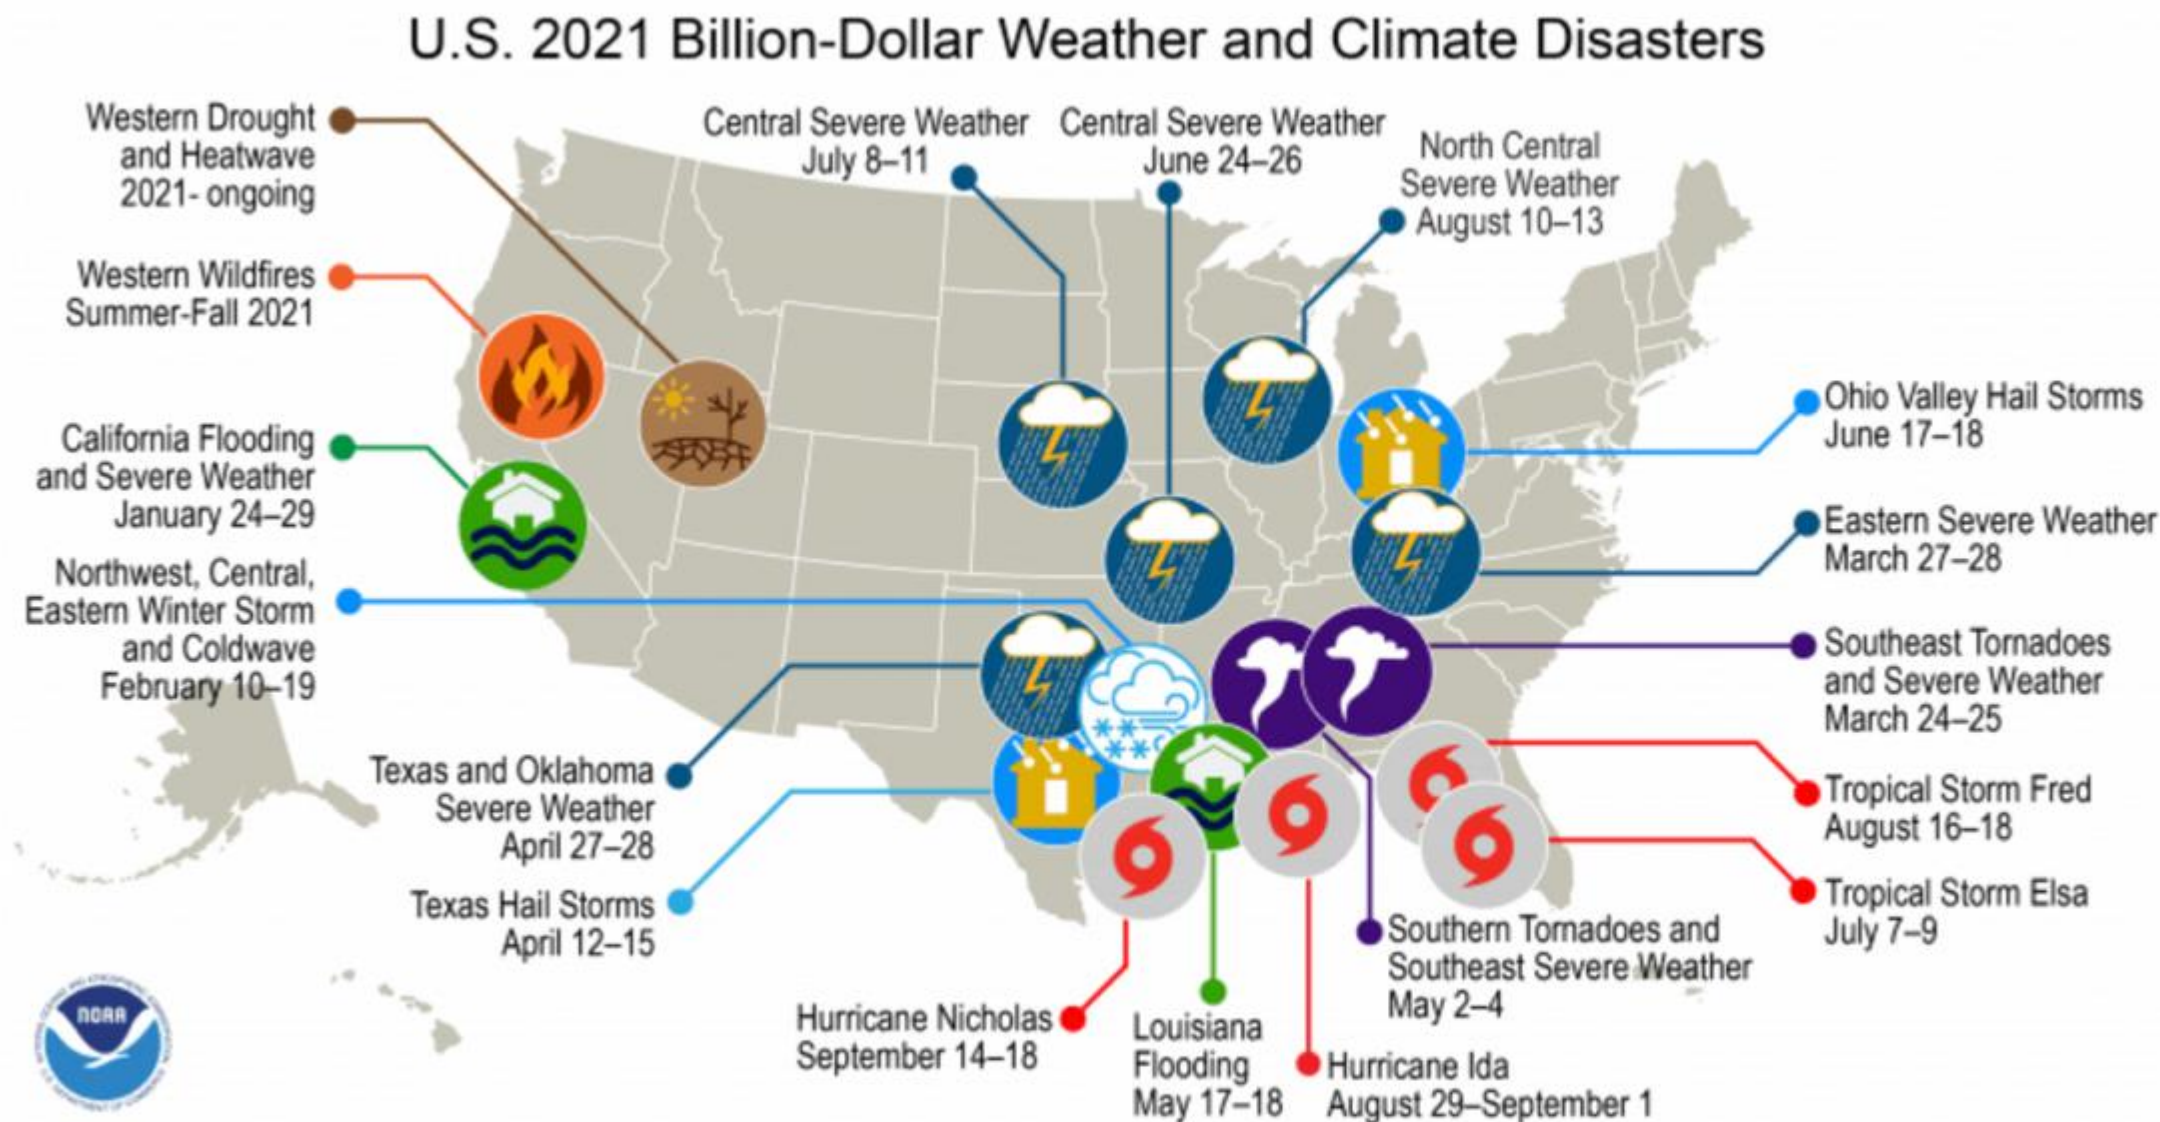 U.S. 2021 Billion-Dollar Weather and Climate Disasters
Western Drought
and Heatwave
2021- ongoing
Central Severe Weather
July 8–11
Central Severe Weather
June 24–26
North Central
Severe Weather
August 10–13
Western Wildfires
Summer-Fall 2021
California Flooding
and Severe Weather
January 24–29
Northwest, Central,
Eastern Winter Storm
and Coldwave
February 10–19
Ohio Valley Hail Storms
June 17–18
Eastern Severe Weather
March 27–28
Southeast Tornadoes
and Severe Weather
March 24–25
Texas and Oklahoma
Severe Weather
April 27–28
Texas Hail Storms
April 12–15
Tropical Storm Fred
August 16–18
Tropical Storm Elsa
July 7–9
Southern Tornadoes and
Southeast Severe Weather
May 2–4
Hurricane Nicholas
September 14–18
Louisiana
Flooding
May 17–18
Hurricane Ida
August 29–September 1
NOAA